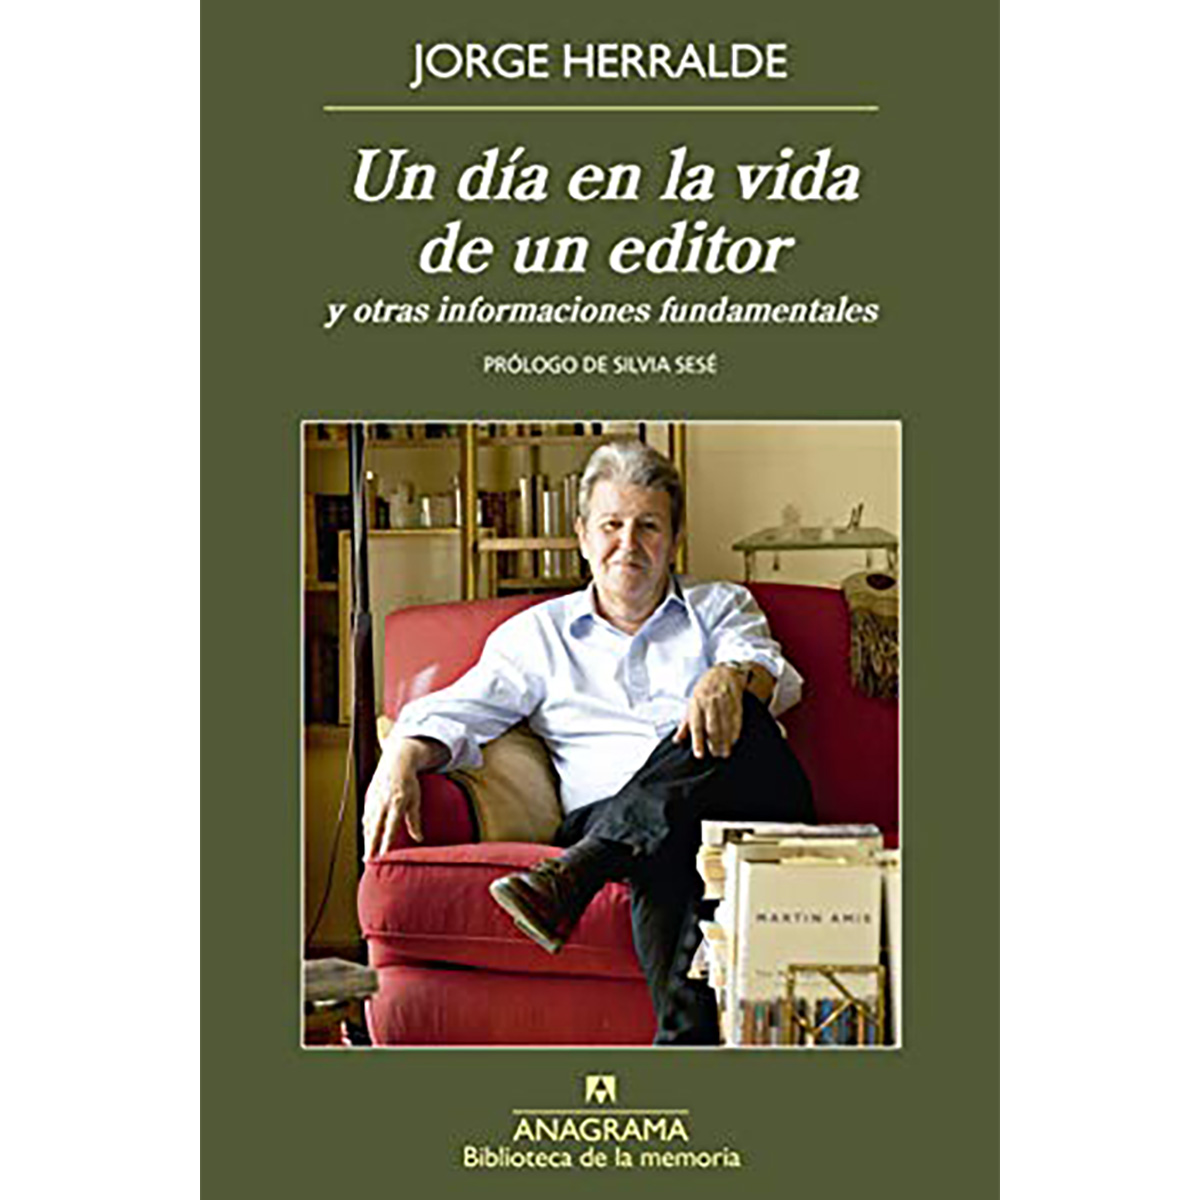 JORGE HERRALDE
Un día en la vida
de un editor
y otras informaciones fundamentales
PRÓLOGO DE SILVIA SESÉ
MARTIN AMIS
ANAGRAMA
Biblioteca de la memoria